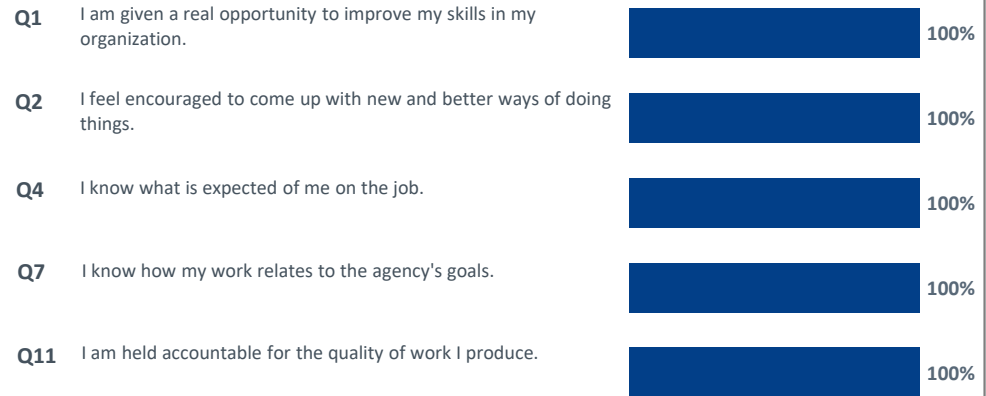 Q1 I am given a real opportunity to improve my skills in my
organization.
100%
Q2 I feel encouraged to come up with new and better ways of doing
things.
100%
Q4 I know what is expected of me on the job.
100%
Q7 I know how my work relates to the agency's goals.
100%
Q11 I am held accountable for the quality of work I produce.
100%